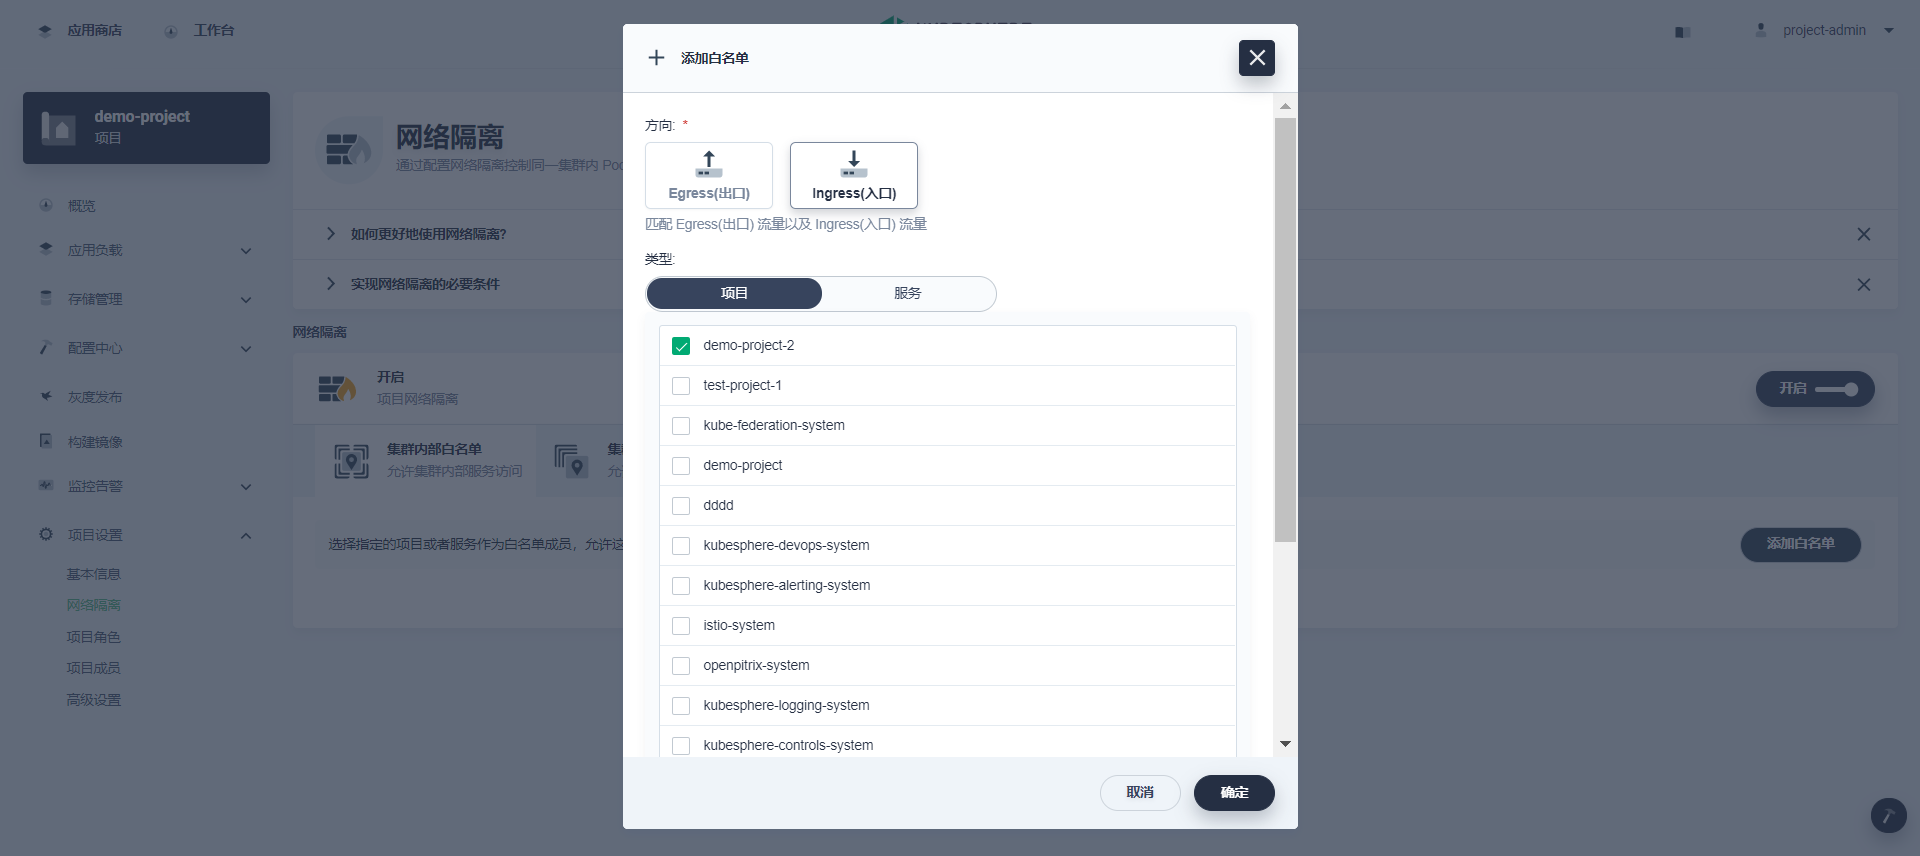 应用商店
工作台
project-admin
demo-project
项目
概览
应用负载
存储管理
配置中心
灰度发布
构建镜像
监控告警
项目设置
基本信息
网络隔离
项目角色
项目成员
高级设置
网络隔离
通过配置网络隔离控制同一集群内 Poc
如何更好地使用网络隔离?
实现网络隔离的必要条件
网络隔离
开启
项目网络隔离
开启
集群内部白名单
允许集群内部服务访问
集
允
选择指定的项目或者服务作为白名单成员，允许这
添加白名单
添加白名单
方向: *
Egress(出口)
Ingress(入口)
匹配 Egress(出口) 流量以及 Ingress(入口) 流量
类型:
项目
服务
demo-project-2
test-project-1
kube-federation-system
demo-project
dddd
kubesphere-devops-system
kubesphere-alerting-system
istio-system
openpitrix-system
kubesphere-logging-system
kubesphere-controls-system
取消
确定